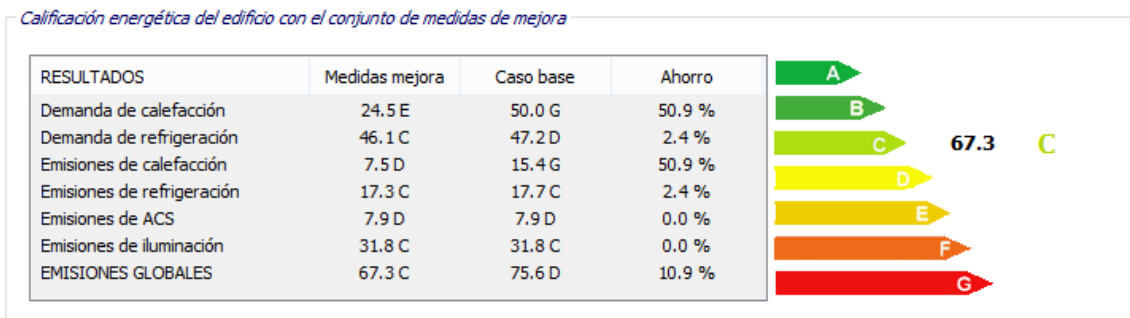 Calificación energética del edificio con el conjunto de medidas de mejora
RESULTADOS Medidas mejora Caso base Ahorro
Demanda de calefacción 24.5 E 50.0 G 50.9 %
Demanda de refrigeración 46.1 C 47.2 D 2.4 %
Emisiones de calefacción 7.5 D 15.4 G 50.9 %
Emisiones de refrigeración 17.3 C 17.7 C 2.4 %
Emisiones de ACS 7.9 D 7.9 D 0.0 %
Emisiones de iluminación 31.8 C 31.8 C 0.0 %
EMISIONES GLOBALES 67.3 C 75.6 D 10.9 %
A
B
C 67.3 C
D
E
F
G